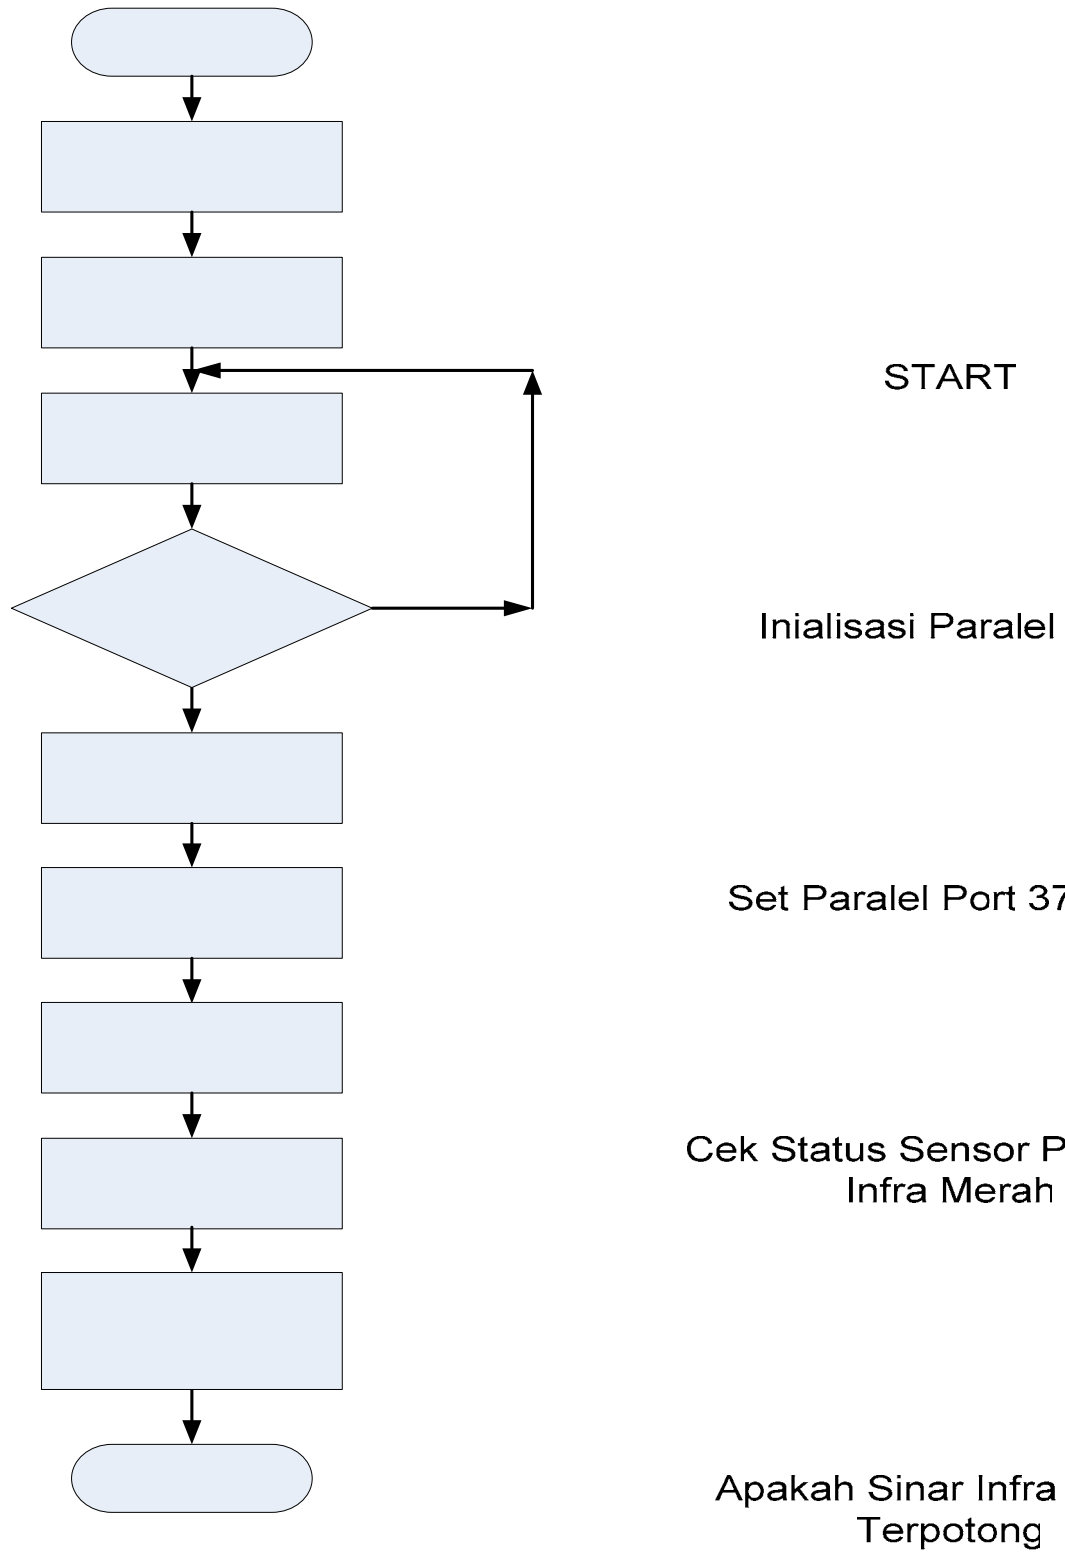 START
Inialisasi Paralel
Set Paralel Port 37
Cek Status Sensor P
Infra Merah
Apakah Sinar Infra
Terpotong